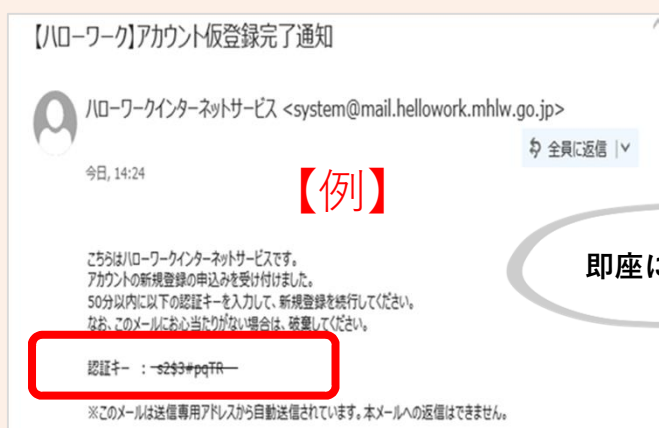 【ハローワーク】アカウント仮登録完了通知
ハローワークインターネットサービス <system@mail.hellowork.mhlw.go.jp>
全員に返信
今日, 14:24
【例】
こちらはハローワークインターネットサービスです。
アカウントの新規登録の申込みを受け付けました。
50分以内に以下の認証キーを入力して、新規登録を続行してください。
なお、このメールにお心当たりがない場合は、破棄してください。
即座に
認証キー ： s2$3#pqTR
※このメールは送信専用アドレスから自動送信されています。本メールへの返信はできません。